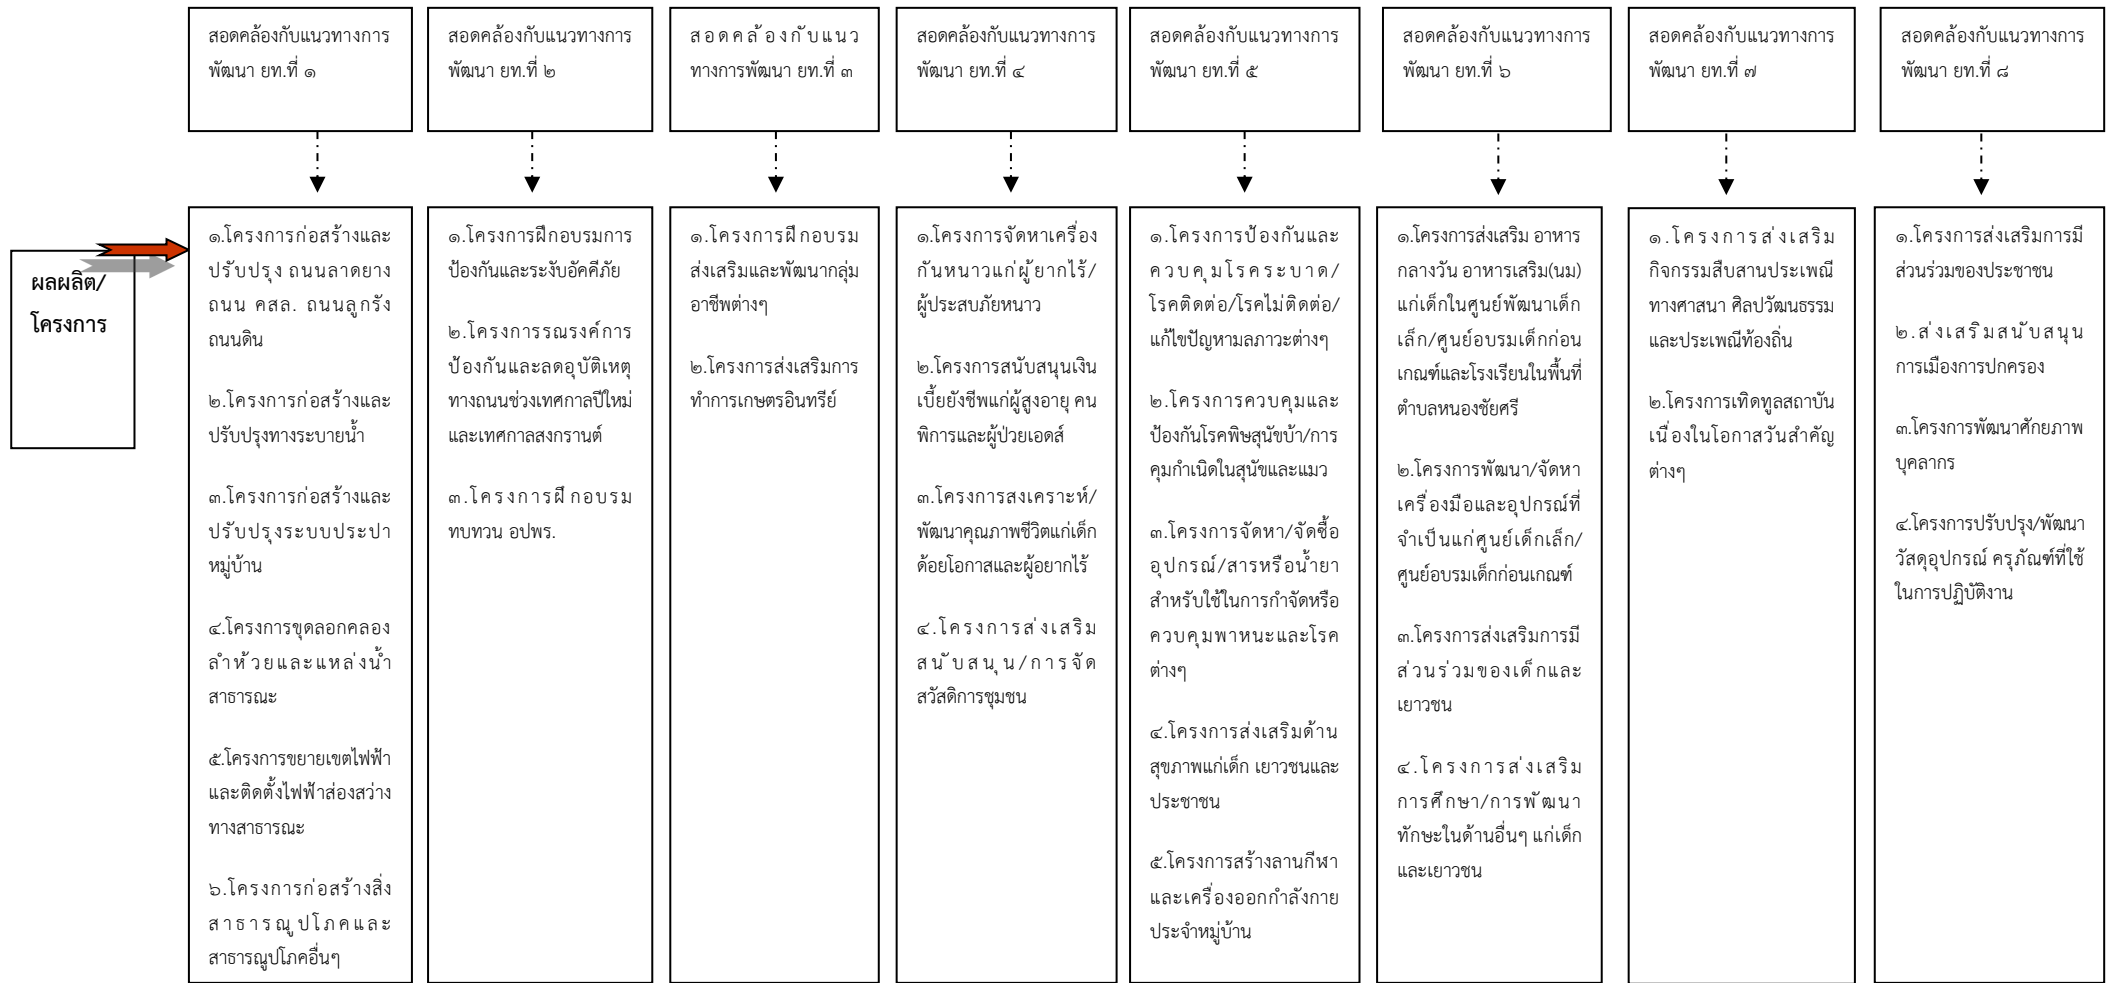 สอดคล้องกับแนวทางการ
พัฒนา ยท.ที่ ๑
สอดคล้องกับแนวทางการ
พัฒนา ยท.ที่ ๒
สอดคล้องกับแนว
ทางการพัฒนา ยท.ที่ ๓
สอดคล้องกับแนวทางการ
พัฒนา ยท.ที่ ๔
สอดคล้องกับแนวทางการ
พัฒนา ยท.ที่ ๕
สอดคล้องกับแนวทางการ
พัฒนา ยท.ที่ ๖
สอดคล้องกับแนวทางการ
พัฒนา ยท.ที่ ๗
สอดคล้องกับแนวทางการ
พัฒนา ยท.ที่ ๘
ผลผลิต/
โครงการ
๑.โครงการก่อสร้างและ
ปรับปรุง ถนนลาดยาง
ถนน คสล. ถนนลูกรัง
ถนนดิน
๒.โครงการก่อสร้างและ
ปรับปรุงทางระบายน้ำ
๓.โครงการก่อสร้างและ
ปรับปรุงระบบประปา
หมู่บ้าน
๔.โครงการขุดลอกคลอง
ลำห้วยและแหล่งน้ำ
สาธารณะ
๕.โครงการขยายเขตไฟฟ้า
และติดตั้งไฟฟ้าส่องสว่าง
ทางสาธารณะ
๖.โครงการก่อสร้างสิ่ง
สาธารณูปโภคและ
สาธารณูปโภคอื่นๆ
๑.โครงการฝึกอบรมการ
ป้องกันและระงับอัคคีภัย
๒.โครงการรณรงค์การ
ป้องกันและลดอุบัติเหตุ
ทางถนนช่วงเทศกาลปีใหม่
และเทศกาลสงกรานต์
๓.โครงการฝึกอบรม
ทบทวน อปพร.
๑.โครงการฝึกอบรม
ส่งเสริมและพัฒนากลุ่ม
อาชีพต่างๆ
๒.โครงการส่งเสริมการ
ทำการเกษตรอินทรีย์
๑.โครงการจัดหาเครื่อง
กันหนาวแก่ผู้ยากไร้/
ผู้ประสบภัยหนาว
๒.โครงการสนับสนุนเงิน
เบี้ยยังชีพแก่ผู้สูงอายุ คน
พิการและผู้ป่วยเอดส์
๓.โครงการสงเคราะห์/
พัฒนาคุณภาพชีวิตแก่เด็ก
ด้อยโอกาสและผู้อยากไร้
๔.โครงการส่งเสริม
สนับสนุน/การจัด
สวัสดิการชุมชน
๑.โครงการป้องกันและ
ควบคุมโรคระบาด/
โรคติดต่อ/โรคไม่ติดต่อ/
แก้ไขปัญหามลภาวะต่างๆ
๒.โครงการควบคุมและ
ป้องกันโรคพิษสุนัขบ้า/การ
คุมกำเนิดในสุนัขและแมว
๓.โครงการจัดหา/จัดซื้อ
อุปกรณ์/สารหรือน้ำยา
สำหรับใช้ในการกำจัดหรือ
ควบคุมพาหนะและโรค
ต่างๆ
๔.โครงการส่งเสริมด้าน
สุขภาพแก่เด็ก เยาวชนและ
ประชาชน
๕.โครงการสร้างลานกีฬา
และเครื่องออกกำลังกาย
ประจำหมู่บ้าน
๑.โครงการส่งเสริม อาหาร
กลางวัน อาหารเสริม(นม)
แก่เด็กในศูนย์พัฒนาเด็ก
เล็ก/ศูนย์อบรมเด็กก่อน
เกณฑ์และโรงเรียนในพื้นที่
ตำบลหนองชัยศรี
๒.โครงการพัฒนา/จัดหา
เครื่องมือและอุปกรณ์ที่
จำเป็นแก่ศูนย์เด็กเล็ก/
ศูนย์อบรมเด็กก่อนเกณฑ์
๓.โครงการส่งเสริมการมี
ส่วนร่วมของเด็กและ
เยาวชน
๔.โครงการส่งเสริม
การศึกษา/การพัฒนา
ทักษะในด้านอื่นๆ แก่เด็ก
และเยาวชน
๑.โครงการส่งเสริม
กิจกรรมสืบสานประเพณี
ทางศาสนา ศิลปวัฒนธรรม
และประเพณีท้องถิ่น
๒.โครงการเทิดทูลสถาบัน
เนื่องในโอกาสวันสำคัญ
ต่างๆ
๑.โครงการส่งเสริมการมี
ส่วนร่วมของประชาชน
๒.ส่งเสริมสนับสนุน
การเมืองการปกครอง
๓.โครงการพัฒนาศักยภาพ
บุคลากร
๔.โครงการปรับปรุง/พัฒนา
วัสดุอุปกรณ์ ครุภัณฑ์ที่ใช้
ในการปฏิบัติงาน